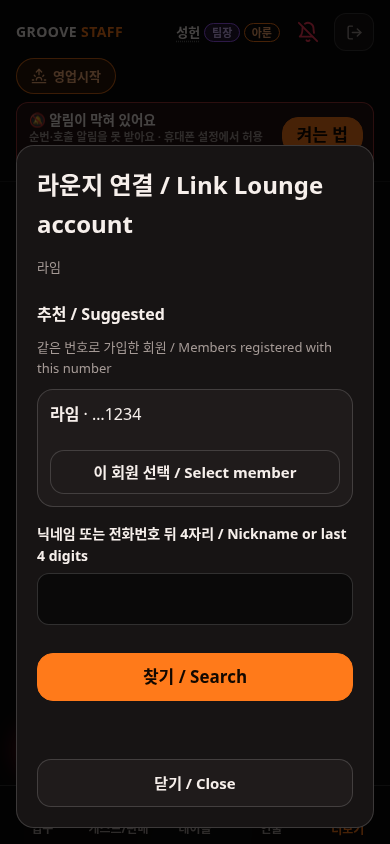 GROOVE STAFF
성헌 팀장 아론
영업시작
알림이 막혀 있어요
순번·호출 알림을 못 받아요 · 휴대폰 설정에서 허용
켜는 법
라운지 연결 / Link Lounge
account
라임
추천 / Suggested
같은 번호로 가입한 회원 / Members registered with
this number
라임 · …1234
이 회원 선택 / Select member
닉네임 또는 전화번호 뒤 4자리 / Nickname or last
4 digits
찾기 / Search
닫기 / Close
더보기